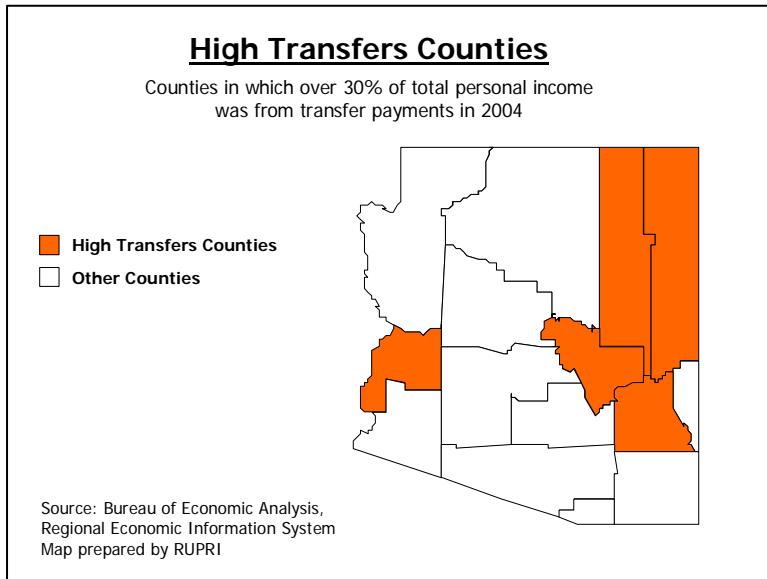 High Transfers Counties
Counties in which over 30% of total personal income
was from transfer payments in 2004
High Transfers Counties
Other Counties
Source: Bureau of Economic Analysis,
Regional Economic Information System
Map prepared by RUPRI